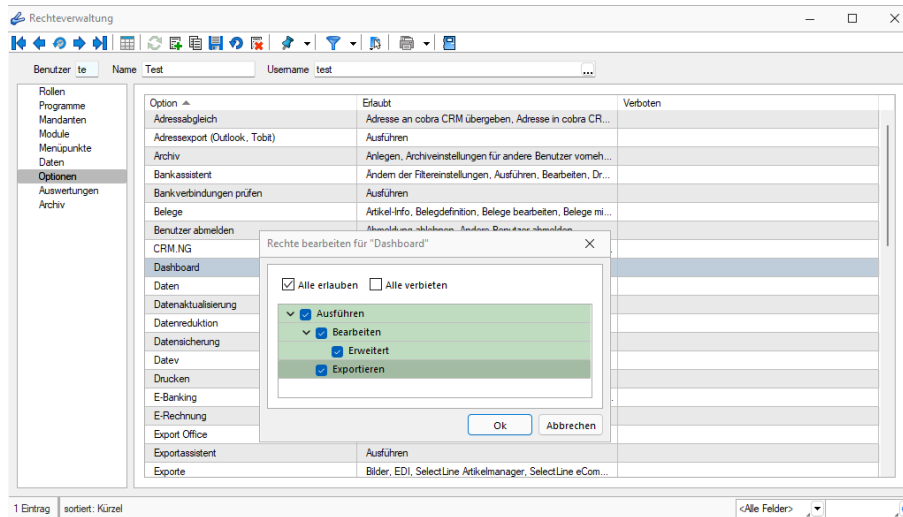 Rechteverwaltung
Benutzer te Name Test Username test ...
Rollen
Programme
Mandanten
Module
Menüpunkte
Daten
Optionen
Auswertungen
Archiv
Option Erlaubt Verboten
Adressabgleich Adresse an cobra CRM übergeben, Adresse in cobra CR...
Adressexport (Outlook, Tobit) Ausführen
Archiv Anlegen, Archiveinstellungen für andere Benutzer vorneh...
Bankassistent Ändern der Filtereinstellungen, Ausführen, Bearbeiten, Dr...
Bankverbindungen prüfen Ausführen
Belege Artikel-Info, Belegdefinition, Belege bearbeiten, Belege mi...
Benutzer abmelden Abmeldung ablehnen, Andere Benutzer abmelden
CRM.NG
Dashboard
Daten
Datenaktualisierung
Datenreduktion
Datensicherung
Datev
Drucken
E-Banking
E-Rechnung
Export Office
Exportassistent Ausführen
Exporte Bilder, EDI, SelectLine Artikelmanager, SelectLine eCom...
Rechte bearbeiten für "Dashboard"
Alle erlauben Alle verbieten
Ausführen
Bearbeiten
Erweitert
Exportieren
Ok Abbrechen
1 Eintrag sortiert: Kürzel <Alle Felder>